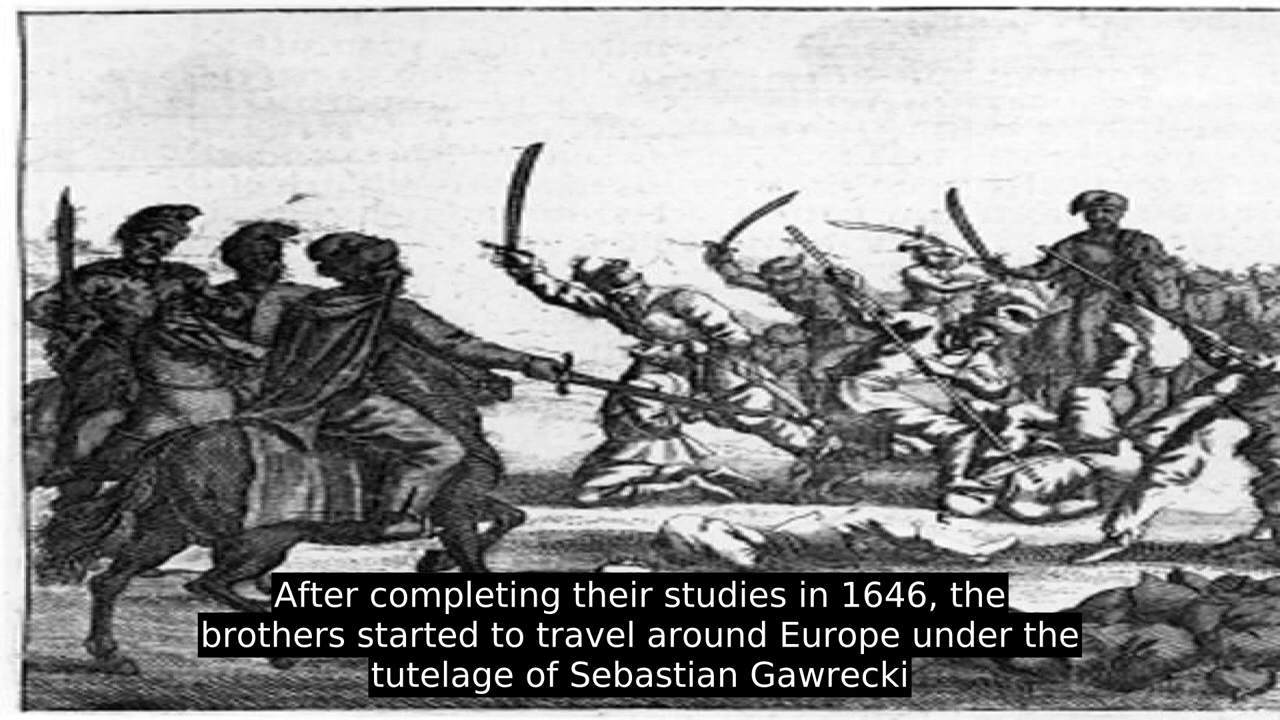 After completing their studies in 1646, the
brothers started to travel around Europe under the
tutelage of Sebastian Gawrecki